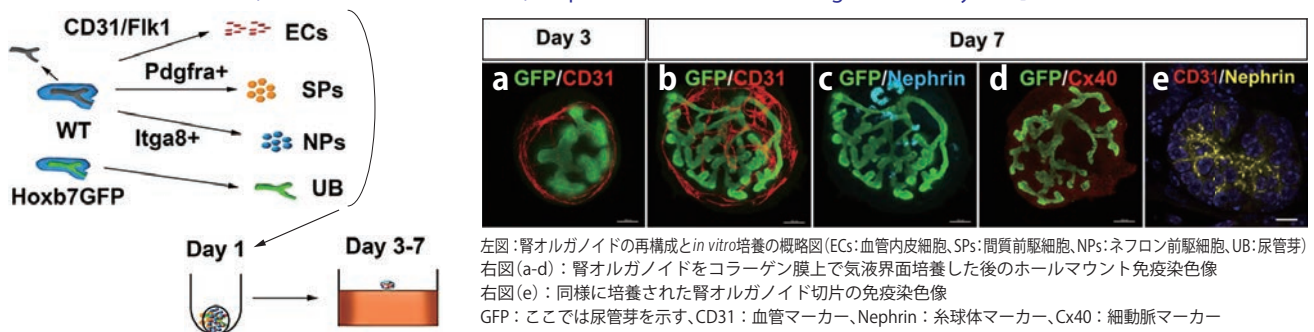 CD31/Flk1
ECs
Pdgfra+
SPs
WT
Itga8+
NPs
Hoxb7GFP
UB
Day 1
Day 3-7
Day 3
Day 7
a GFP/CD31
b GFP/CD31
c GFP/Nephrin
d GFP/Cx40
e CD31/Nephrin
左図:腎オルガノイドの再構成とin vitro培養の概略図(ECs:血管内皮細胞、SPs:間質前駆細胞、NPs:ネフロン前駆細胞、UB:尿管芽)
右図(a-d):腎オルガノイドをコラーゲン膜上で気液界面培養した後のホールマウント免疫染色像
右図(e):同様に培養された腎オルガノイド切片の免疫染色像
GFP:ここでは尿管芽を示す、CD31:血管マーカー、Nephrin:糸球体マーカー、Cx40:細動脈マーカー